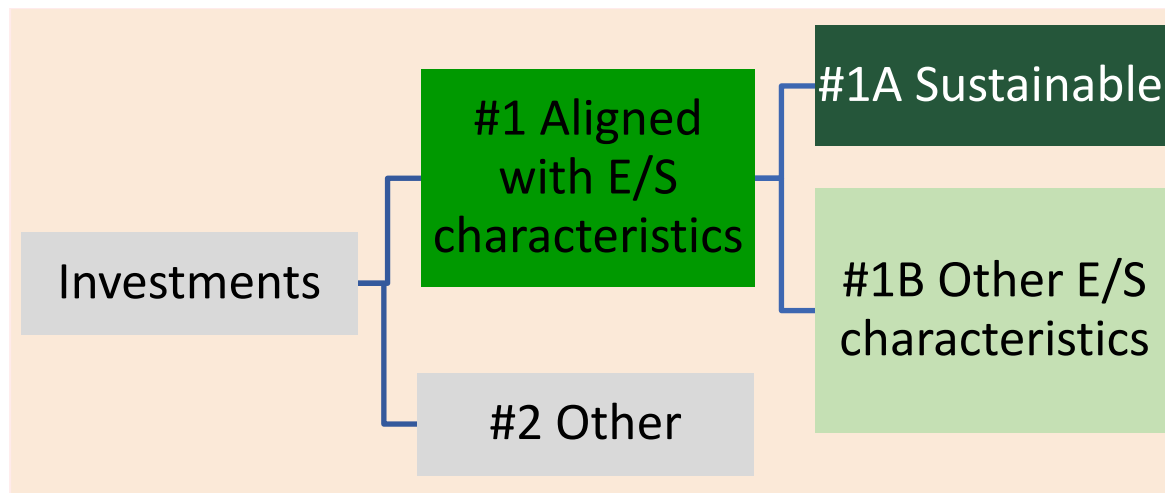 Investments
#1 Aligned
with E/S
characteristics
#2 Other
#1A Sustainable
#1B Other E/S
characteristics